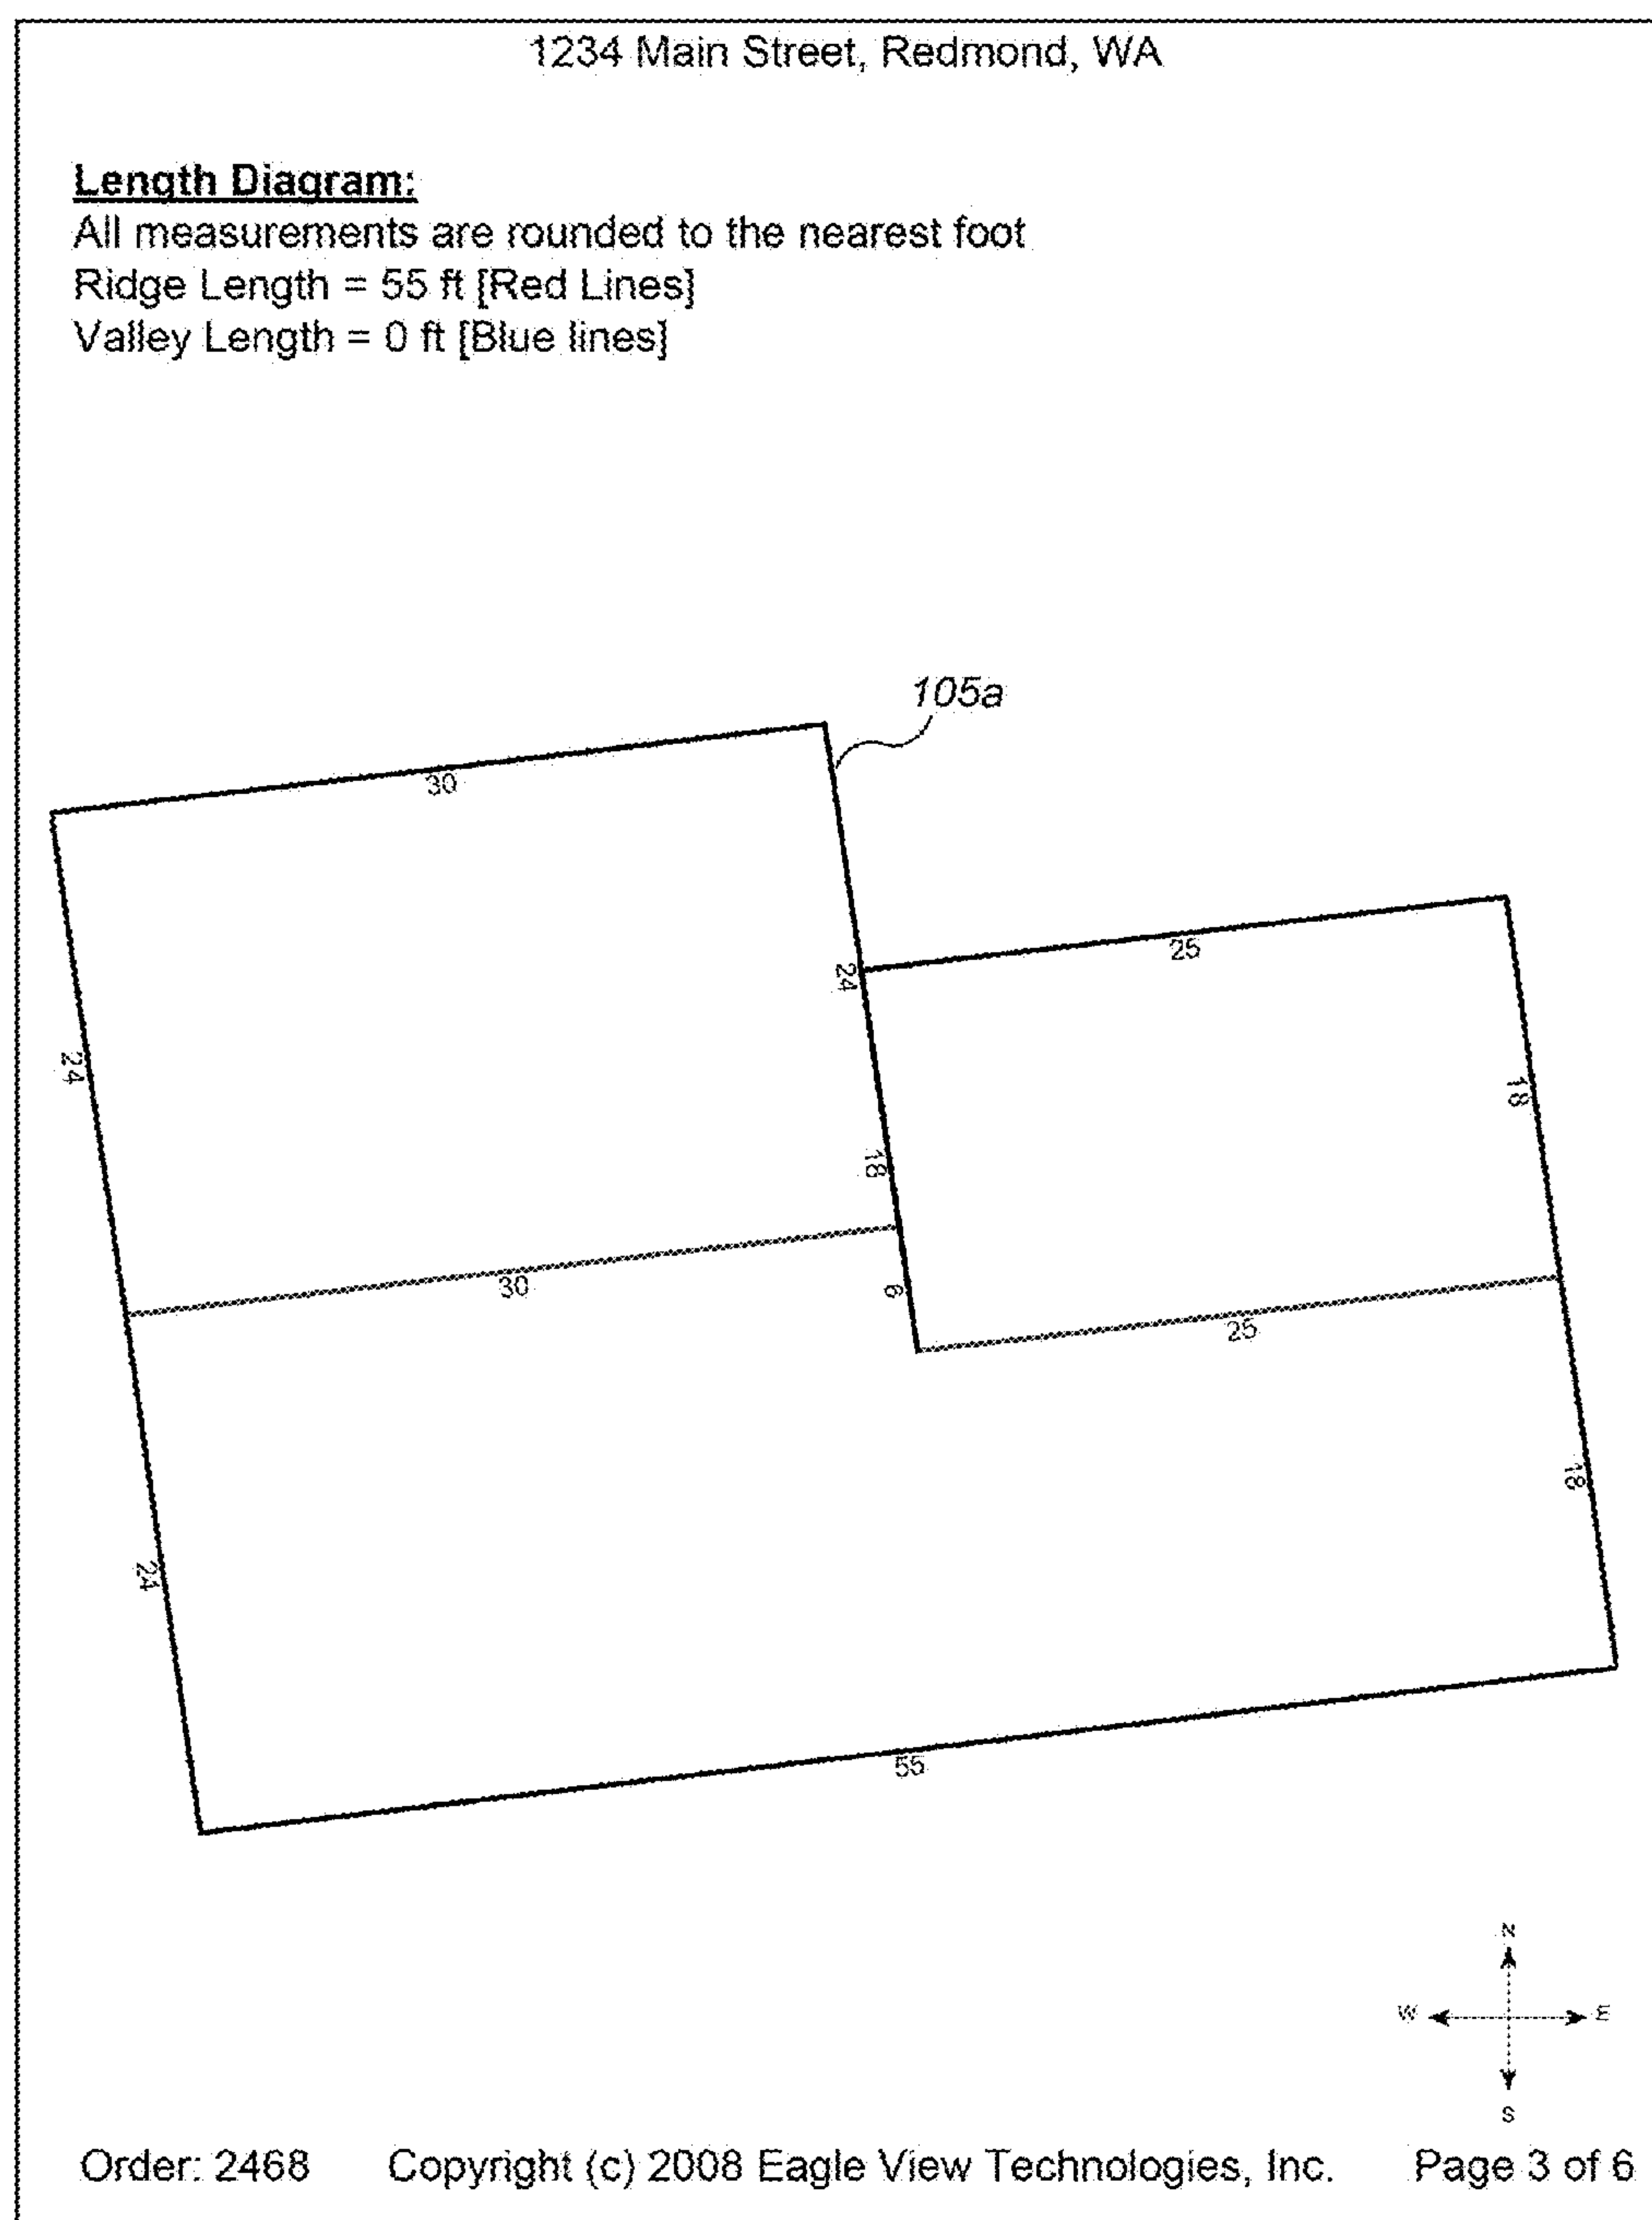 1234 Main Street, Redmond, WA
Length Diagram:
All measurements are rounded to the nearest foot
Ridge Length = 55 ft [Red Lines]
Valley Length = 0 ft [Blue lines]
105a
30
25
24
24
18
18
30
6
25
18
24
55
N
W E
S
Order: 2468 Copyright (c) 2008 Eagle View Technologies, Inc. Page 3 of 6